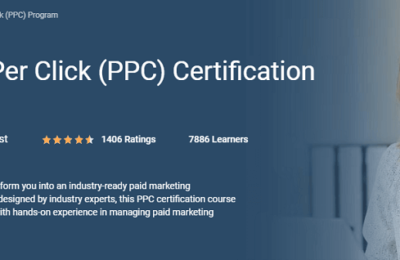 k (PPC) Program
Per Click (PPC) Certification
st
1406 Ratings
7886 Learners
form you into an industry-ready paid marketing
designed by industry experts, this PPC certification course
ith hands-on experience in managing paid marketing